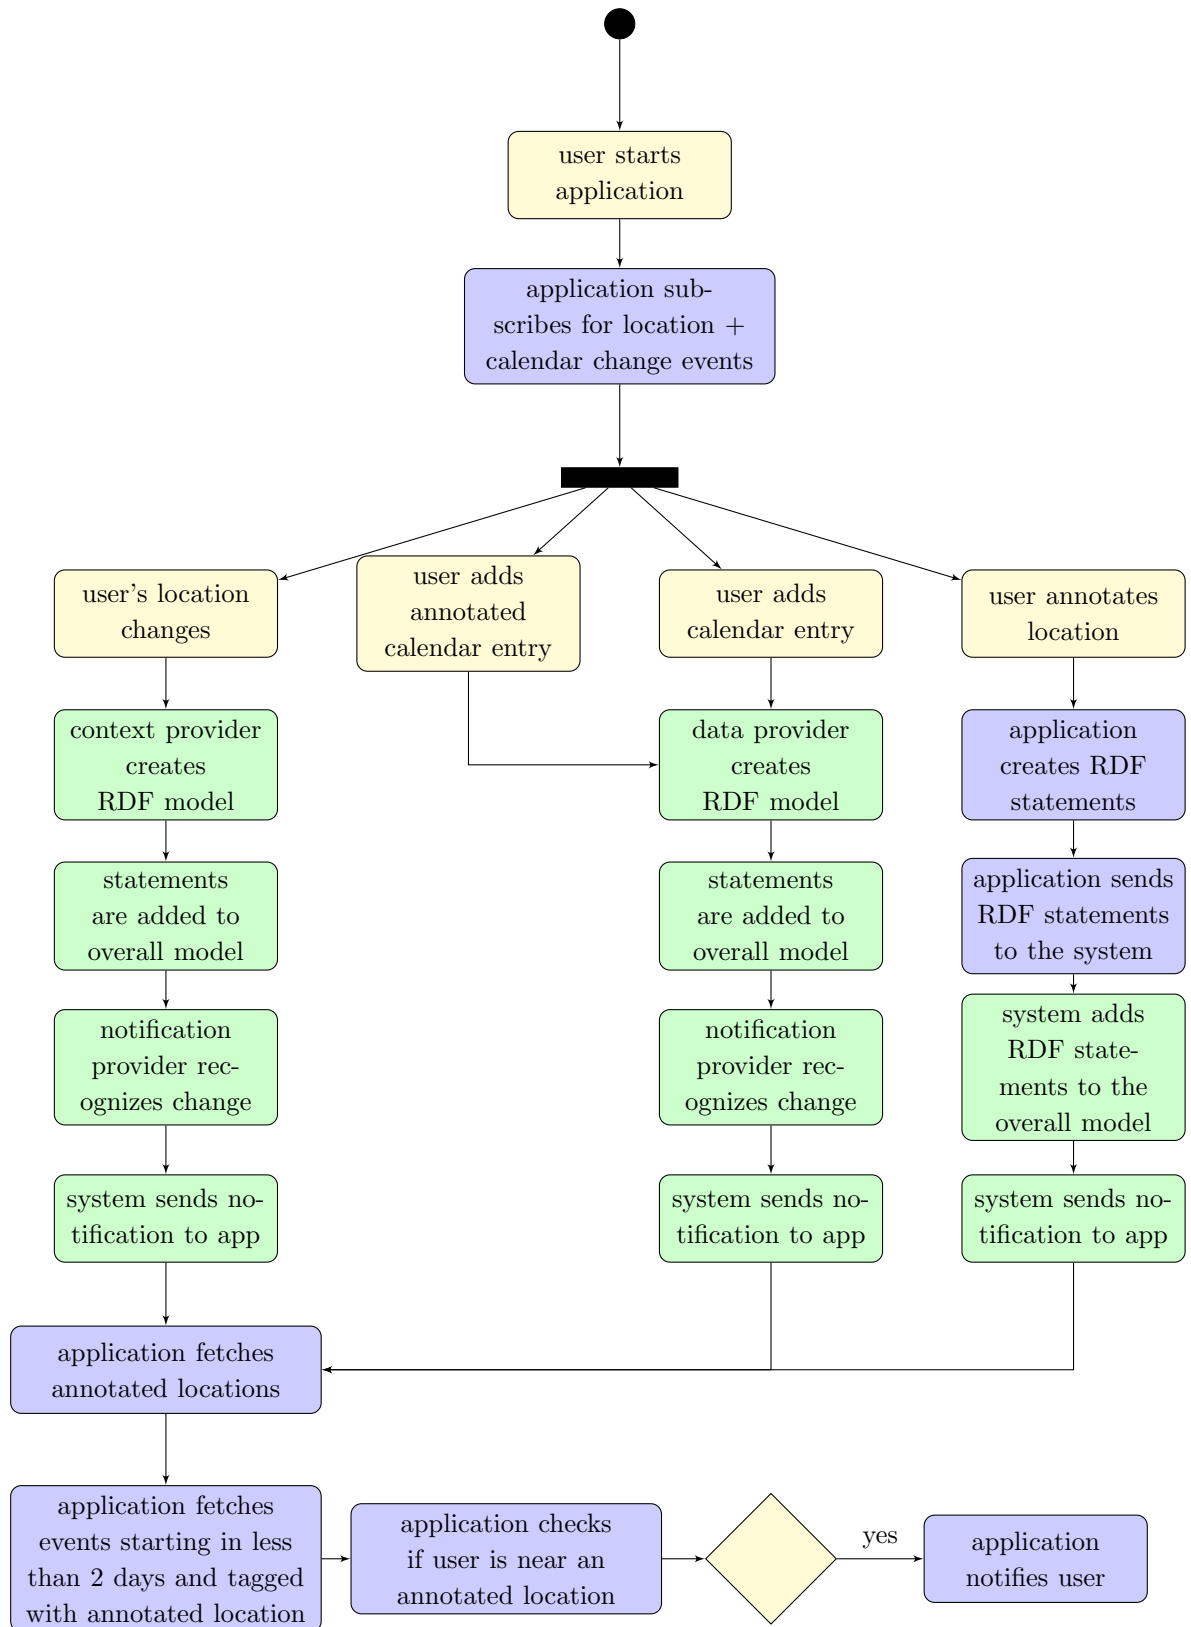 user starts
application
application sub-
scribes for location +
calendar change events
user's location
changes
user adds
annotated
calendar entry
user adds
calendar entry
user annotates
location
context provider
creates
RDF model
data provider
creates
RDF model
application
creates RDF
statements
statements
are added to
overall model
statements
are added to
overall model
application sends
RDF statements
to the system
notification
provider rec-
ognizes change
notification
provider rec-
ognizes change
system adds
RDF state-
ments to the
overall model
system sends no-
tification to app
system sends no-
tification to app
system sends no-
tification to app
application fetches
annotated locations
application fetches
events starting in less
than 2 days and tagged
with annotated location
application checks
if user is near an
annotated location
yes
application
notifies user